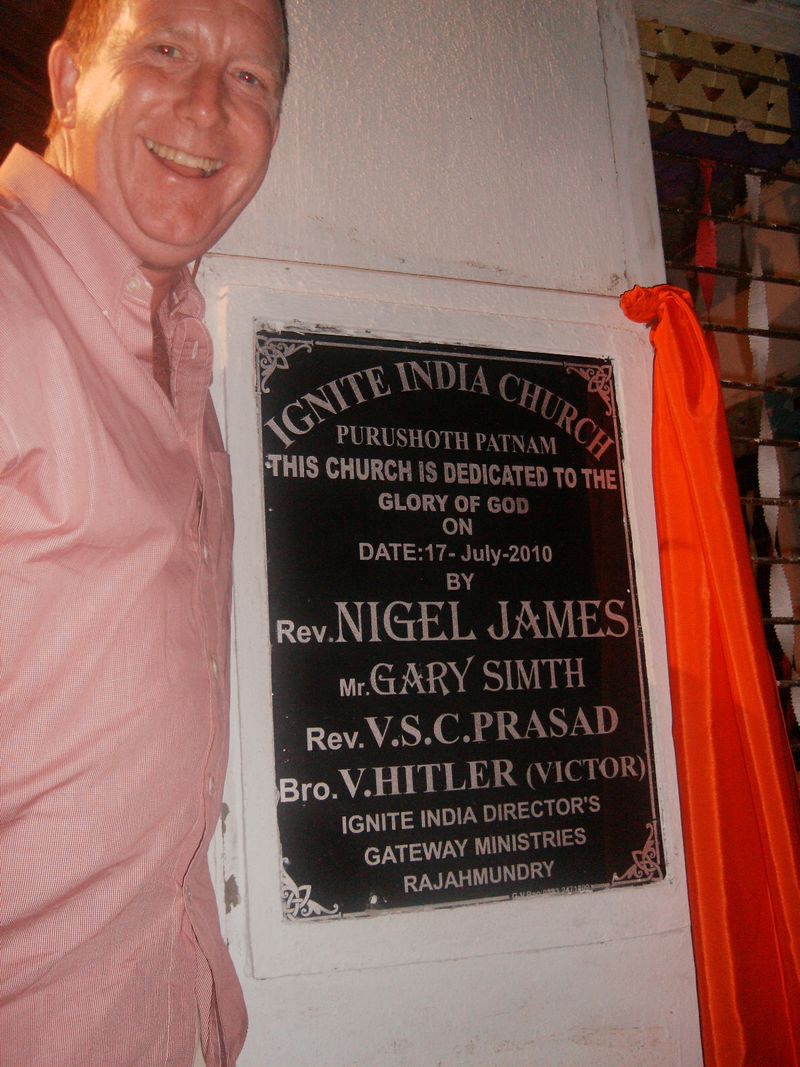 IGNITE INDIA CHURCH
PURUSHOTH PATNAM
THIS CHURCH IS DEDICATED TO THE
GLORY OF GOD
ON
DATE:17- July-2010
BY
Rev.NIGEL JAMES
Mr.GARY SIMTH
Rev.V.S.C.PRASAD
Bro.V.HITLER (VICTOR)
IGNITE INDIA DIRECTOR'S
GATEWAY MINISTRIES
RAJAHMUNDRY